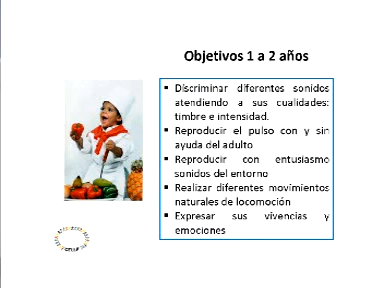 Objetivos 1 a 2 años
▪ Discriminar diferentes sonidos
atendiendo a sus cualidades:
timbre e intensidad.
▪ Reproducir el pulso con y sin
ayuda del adulto
▪ Reproducir con entusiasmo
sonidos del entorno
▪ Realizar diferentes movimientos
naturales de locomoción
▪ Expresar sus vivencias y
emociones